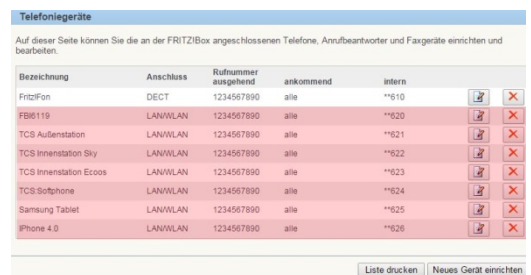 Telefoniegeräte
Auf dieser Seite können Sie die an der FRITZ!Box angeschlossenen Telefone, Anrufbeantworter und Faxgeräte einrichten und
bearbeiten.
Bezeichnung Anschluss Rufnummer ausgehend ankommend intern
Fritz!Fon DECT 1234567890 alle **610
FBI6119 LAN/WLAN 1234567890 alle **620
TCS Außenstation LAN/WLAN 1234567890 alle **621
TCS Innenstation Sky LAN/WLAN 1234567890 alle **622
TCS Innenstation Ecoos LAN/WLAN 1234567890 alle **623
TCS:Softphone LAN/WLAN 1234567890 alle **624
Samsung Tablet LAN/WLAN 1234567890 alle **625
IPhone 4.0 LAN/WLAN 1234567890 alle **626
Liste drucken Neues Gerät einrichten